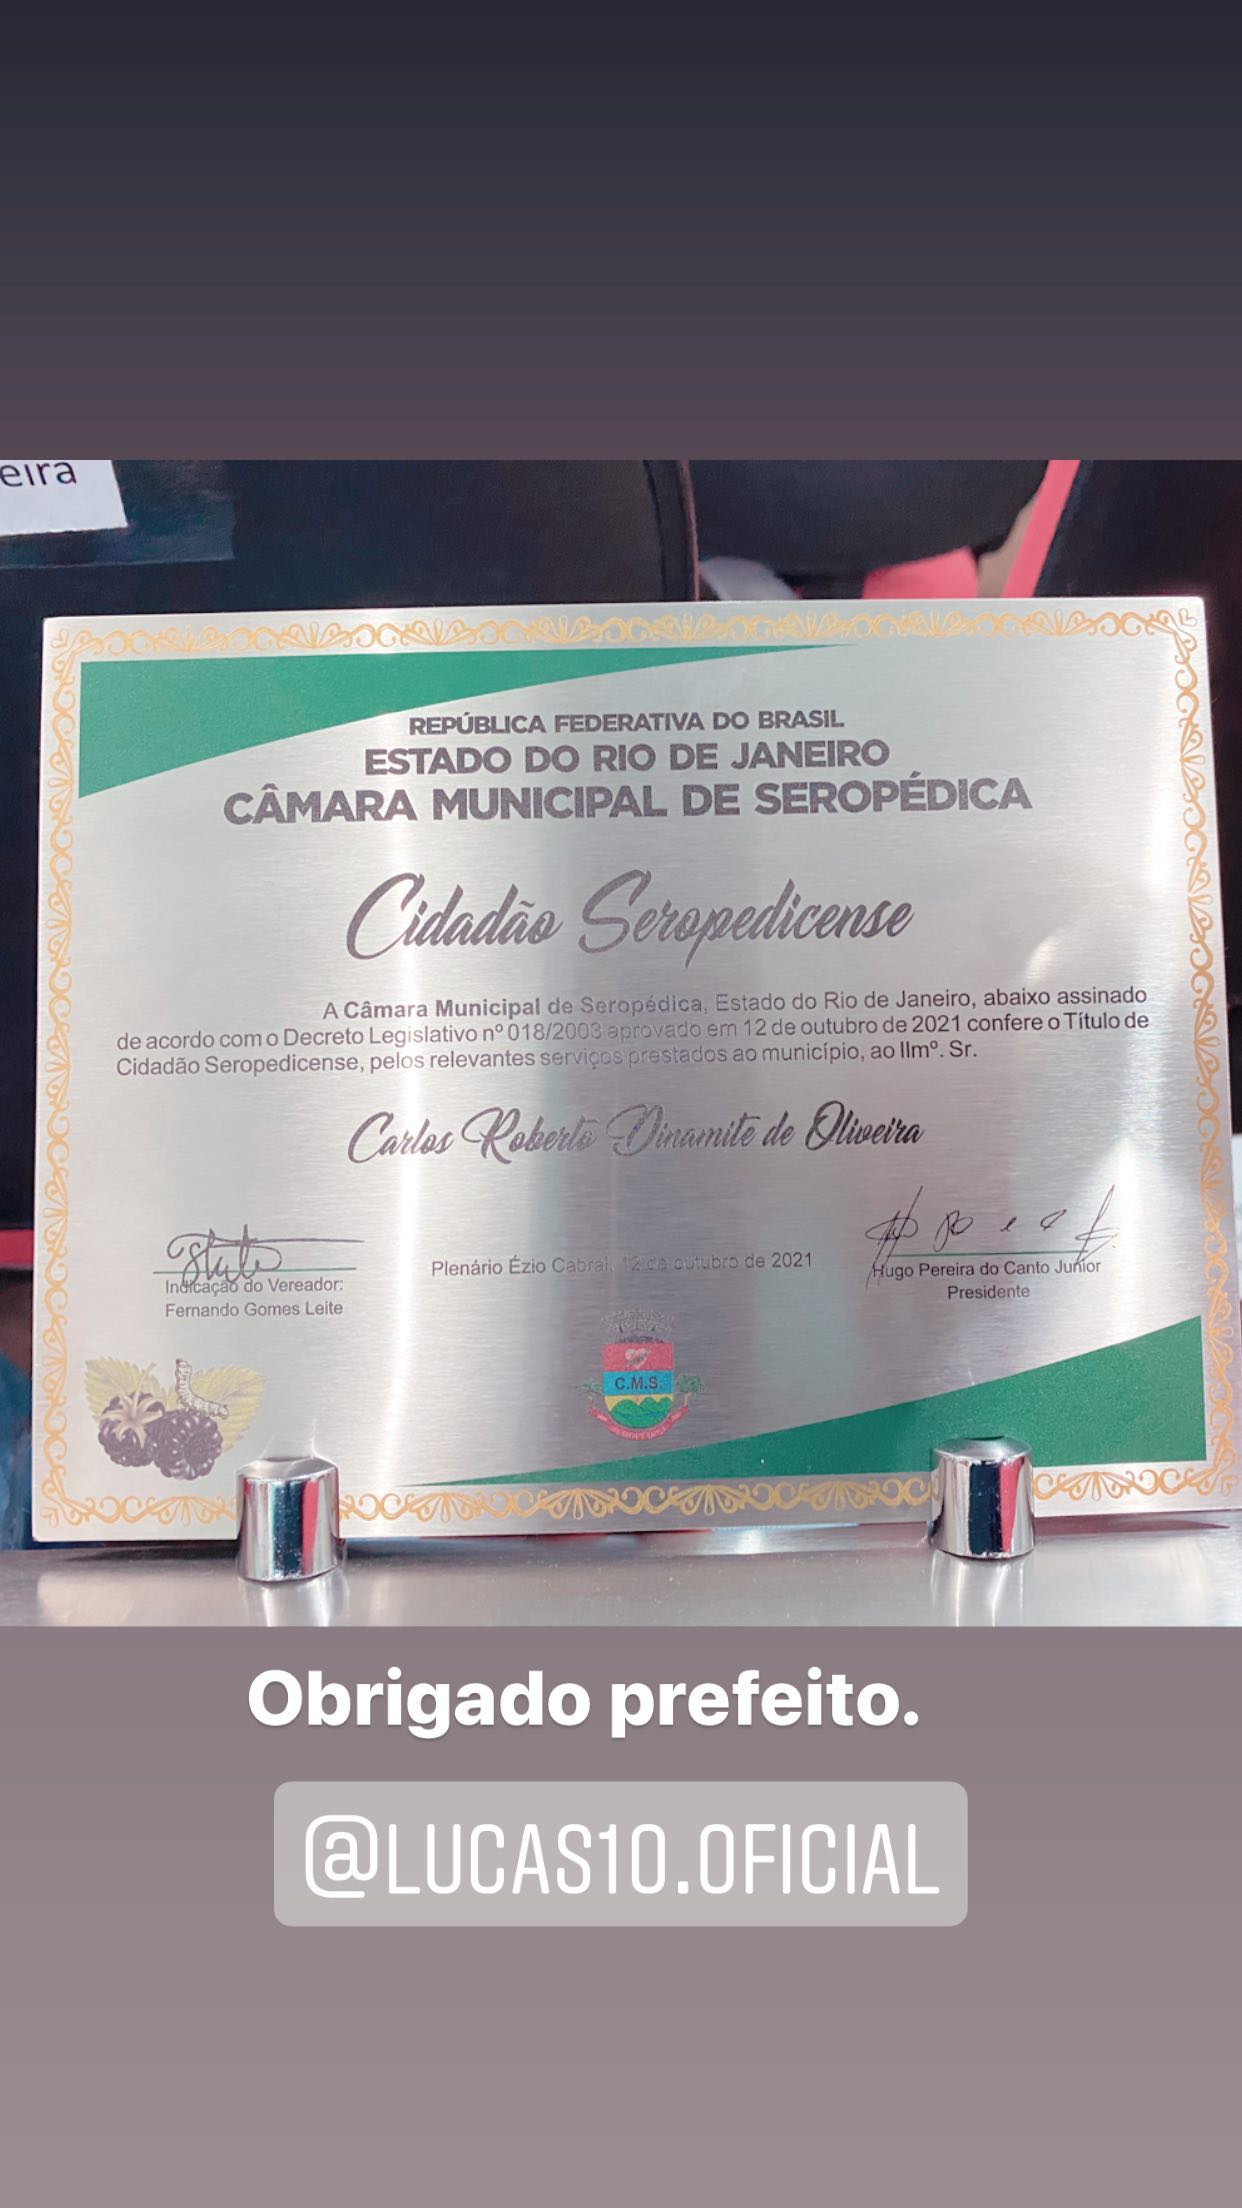 eira
REPÚBLICA FEDERATIVA DO BRASIL
ESTADO DO RIO DE JANEIRO
CÂMARA MUNICIPAL DE SEROPÉDICA
Cidadão Seropedicense
A Câmara Municipal de Seropédica, Estado do Rio de Janeiro, abaixo assinado
de acordo com o Decreto Legislativo nº 018/2003 aprovado em 12 de outubro de 2021 confere o Título de
Cidadão Seropedicense, pelos relevantes serviços prestados ao município, ao Ilmº. Sr.
Carlos Roberto Dinamite de Oliveira
Indicação do Vereador:
Fernando Gomes Leite
Plenário Ézio Cabral, 12 de outubro de 2021
Hugo Pereira do Canto Junior
Presidente
C.M.S.
Obrigado prefeito.
@LUCAS10.OFICIAL